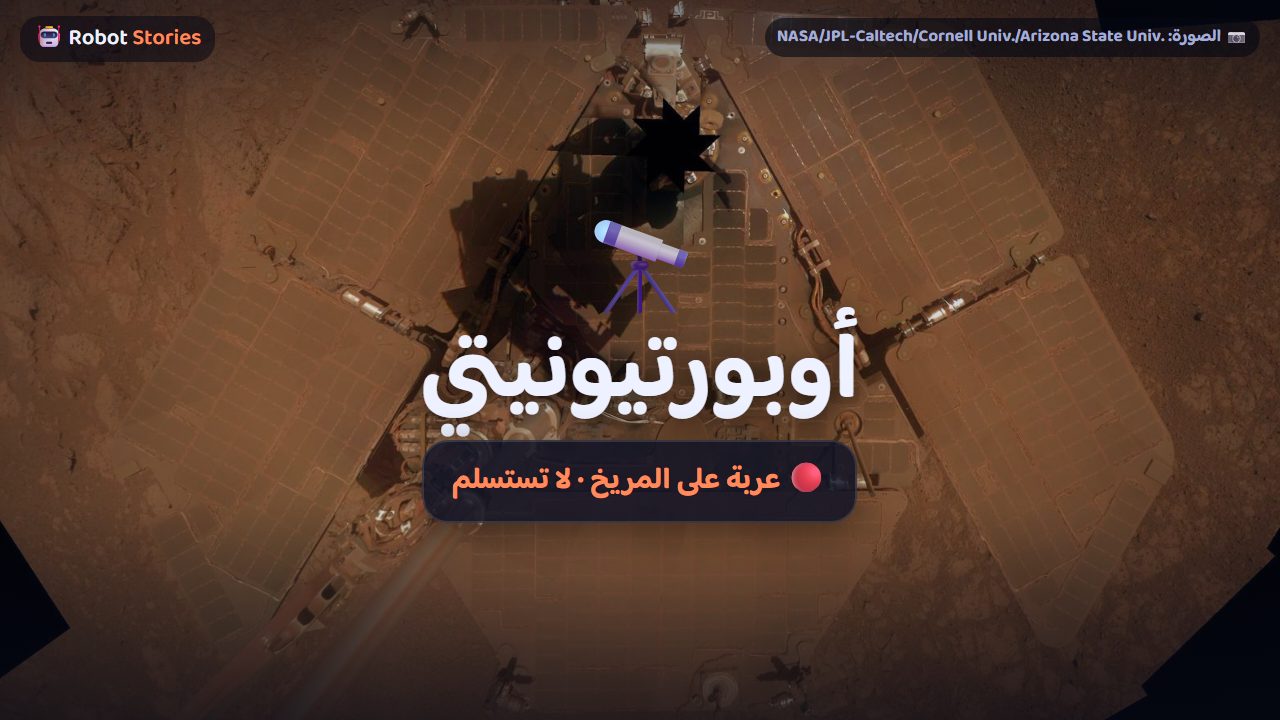 Robot Stories
الصورة: NASA/JPL-Caltech/Cornell Univ./Arizona State Univ.
أوبورتيونيتي
عربة على المريخ · لا تستسلم